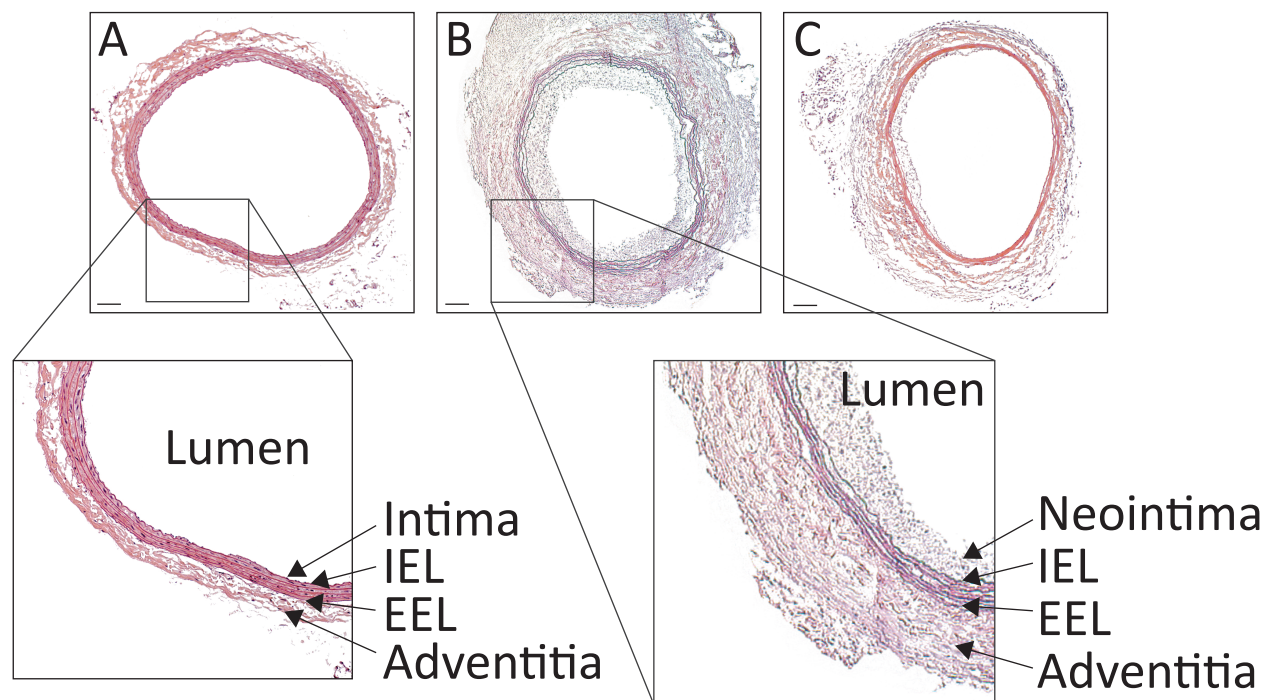 A
B
C
Lumen
Intima
IEL
EEL
Adventitia
Lumen
Neointima
IEL
EEL
Adventitia